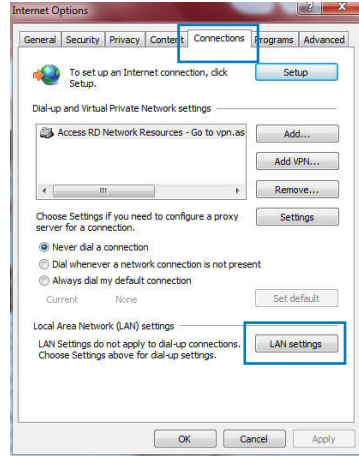 Internet Options
General Security Privacy Content Connections Programs Advanced
To set up an Internet connection, click
Setup.
Setup
Dial-up and Virtual Private Network settings
Access RD Network Resources - Go to vpn.as
Add...
Add VPN...
Remove...
Choose Settings if you need to configure a proxy
server for a connection.
Settings
Never dial a connection
Dial whenever a network connection is not present
Always dial my default connection
Current None
Set default
Local Area Network (LAN) settings
LAN Settings do not apply to dial-up connections.
Choose Settings above for dial-up settings.
LAN settings
OK Cancel Apply